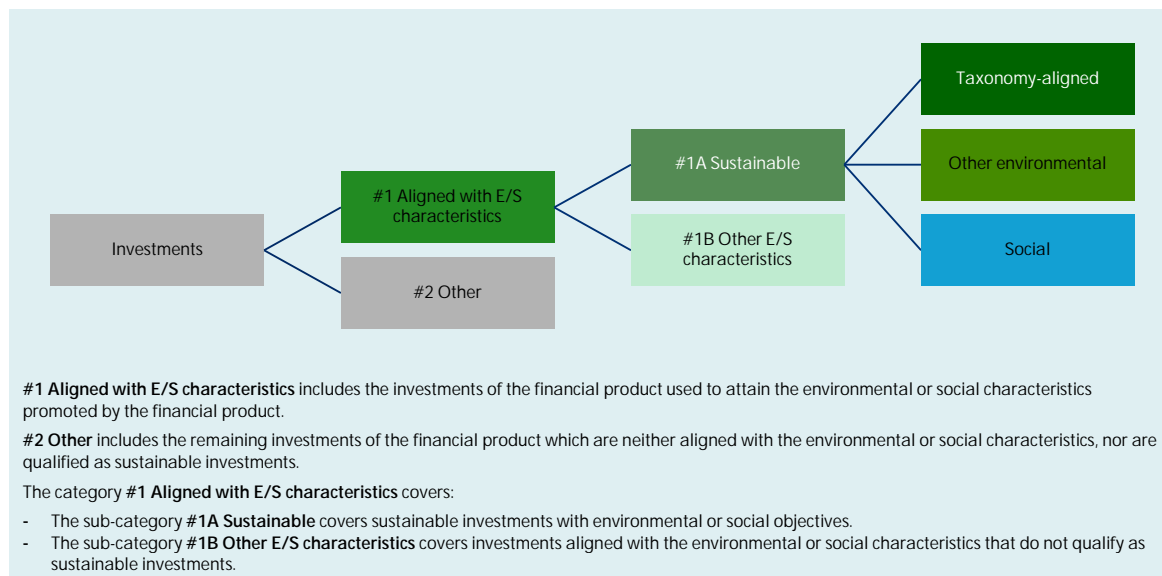 Taxonomy-aligned
#1A Sustainable
Other environmental
#1 Aligned with E/S
characteristics
Investments
#1B Other E/S
characteristics
Social
#2 Other
#1 Aligned with E/S characteristics includes the investments of the financial product used to attain the environmental or social characteristics
promoted by the financial product.
#2 Other includes the remaining investments of the financial product which are neither aligned with the environmental or social characteristics, nor are
qualified as sustainable investments.
The category #1 Aligned with E/S characteristics covers:
- The sub-category #1A Sustainable covers sustainable investments with environmental or social objectives.
- The sub-category #1B Other E/S characteristics covers investments aligned with the environmental or social characteristics that do not qualify as
sustainable investments.